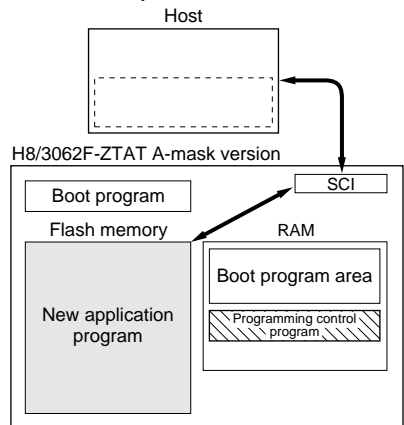 Host
H8/3062F-ZTAT A-mask version
SCI
Boot program
Flash memory
RAM
Boot program area
New application
program
Programming control
program